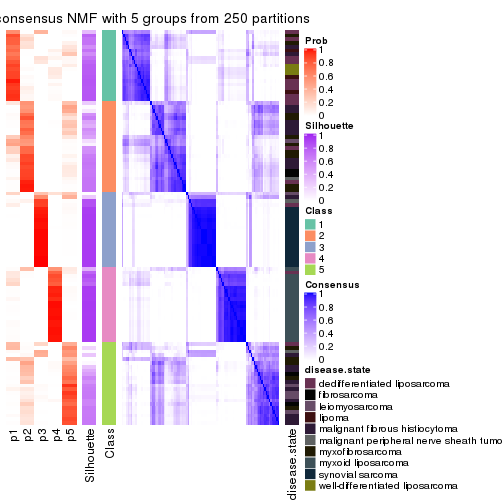 consensus NMF with 5 groups from 250 partitions
Prob
1
0.8
0.6
0.4
0.2
0
Silhouette
1
0.8
0.6
0.4
0.2
0
Class
1
2
3
4
5
Consensus
1
0.8
0.6
0.4
0.2
0
disease.state
dedifferentiated liposarcoma
fibrosarcoma
leiomyosarcoma
lipoma
malignant fibrous histiocytoma
malignant peripheral nerve sheath tumo
myxofibrosarcoma
myxoid liposarcoma
synovial sarcoma
well-differentiated liposarcoma
p1
p2
p3
p4
p5
Silhouette
Class
disease.state